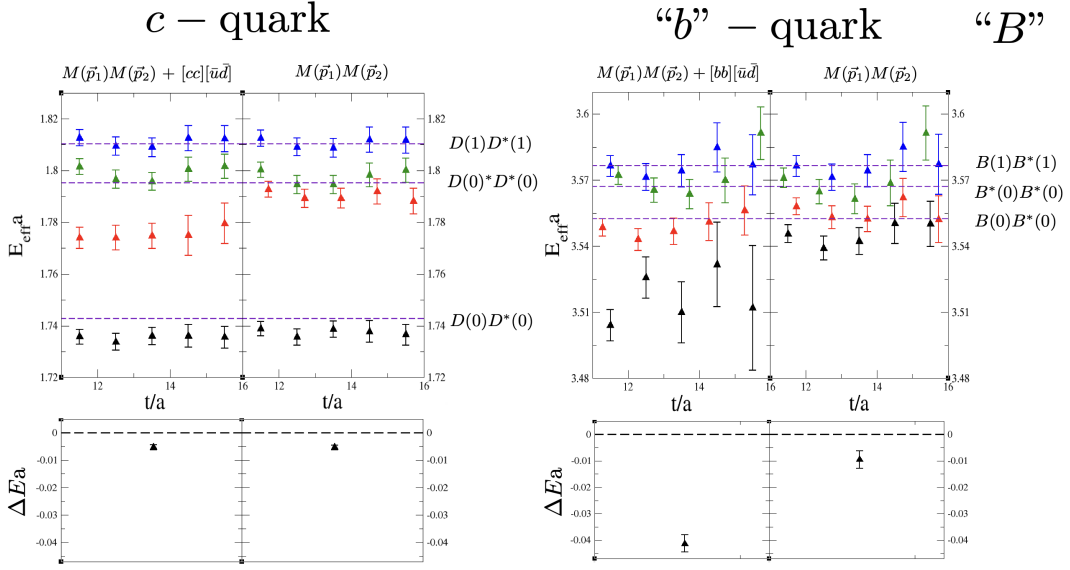 c – quark
“b” – quark “B”
M(p⃗₁)M(p⃗₂) + [cc][ūd̄]
M(p⃗₁)M(p⃗₂)
M(p⃗₁)M(p⃗₂) + [bb][ūd̄]
M(p⃗₁)M(p⃗₂)
E_eff a
1.82
1.8
1.78
1.76
1.74
1.72
12
14
16
12
14
16
1.82
1.8
1.78
1.76
1.74
1.72
D(1)D*(1)
D(0)*D*(0)
D(0)D*(0)
t/a
t/a
E_eff a
3.6
3.57
3.54
3.51
3.48
12
14
16
12
14
16
3.6
3.57
3.54
3.51
3.48
B(1)B*(1)
B*(0)B*(0)
B(0)B*(0)
t/a
t/a
ΔEa
0
-0.01
-0.02
-0.03
-0.04
0
-0.01
-0.02
-0.03
-0.04
ΔEa
0
-0.01
-0.02
-0.03
-0.04
0
-0.01
-0.02
-0.03
-0.04